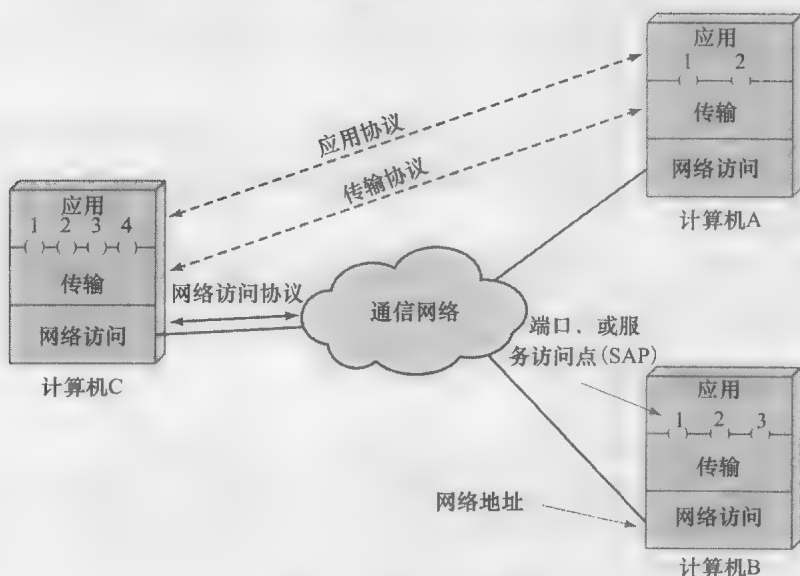 应用
1 2
传输
网络访问
计算机A
应用协议
传输协议
应用
1 2 3 4
传输
网络访问
计算机C
网络访问协议
通信网络
端口，或服
务访问点(SAP)
应用
1 2 3
传输
网络访问
计算机B
网络地址